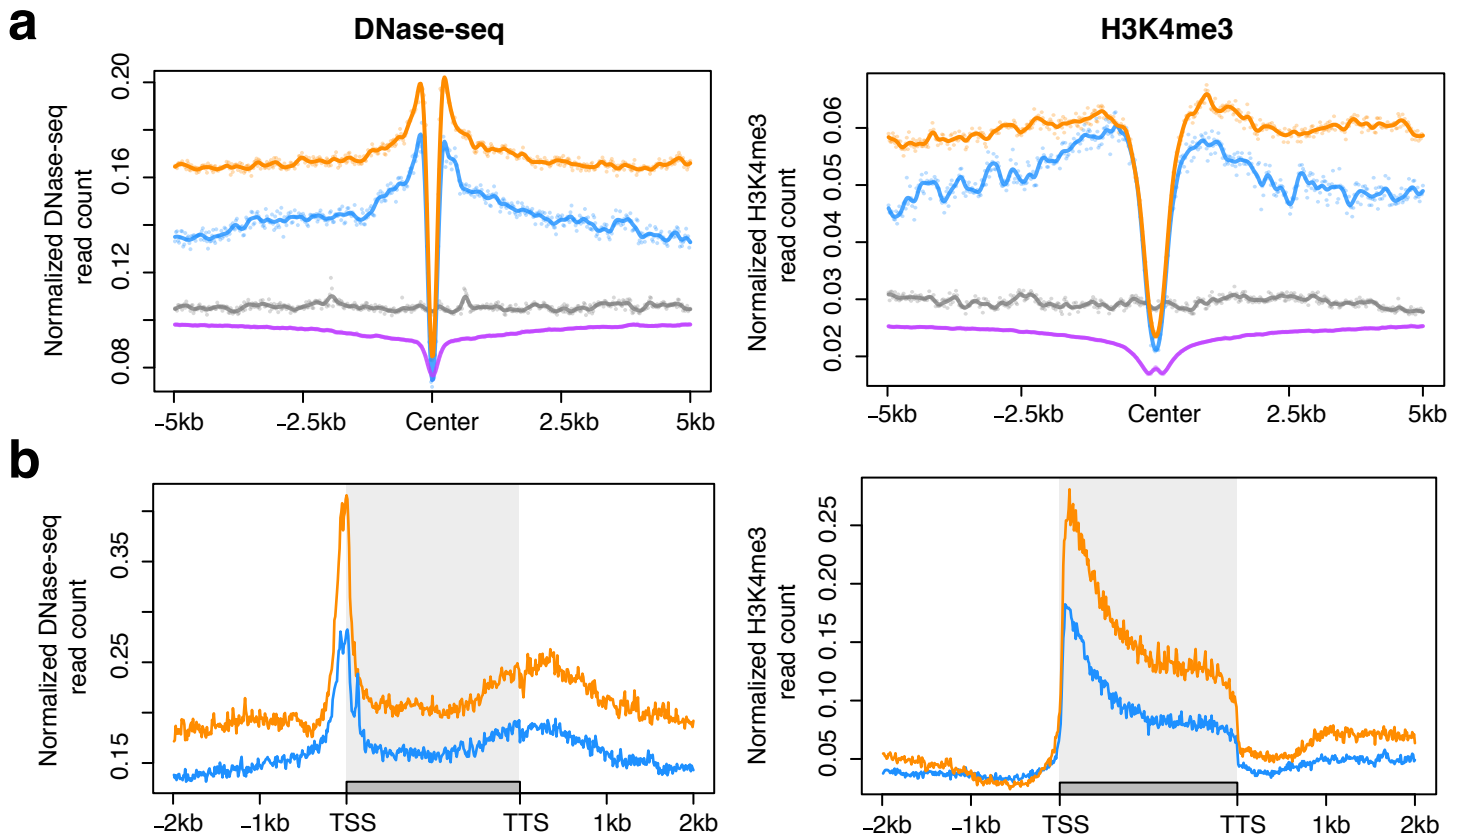 a
DNase-seq
H3K4me3
Normalized DNase-seq
read count
0.08
0.12
0.16
0.20
−5kb
−2.5kb
Center
2.5kb
5kb
Normalized H3K4me3
read count
0.02
0.03
0.04
0.05
0.06
−5kb
−2.5kb
Center
2.5kb
5kb
b
Normalized DNase-seq
read count
0.15
0.25
0.35
−2kb
−1kb
TSS
TTS
1kb
2kb
Normalized H3K4me3
read count
0.05
0.10
0.15
0.20
0.25
−2kb
−1kb
TSS
TTS
1kb
2kb